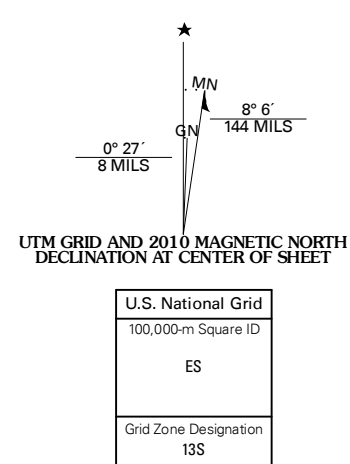 ★
MN
GN
8° 6´
144 MILS
0° 27´
8 MILS
UTM GRID AND 2010 MAGNETIC NORTH
DECLINATION AT CENTER OF SHEET
U.S. National Grid
100,000-m Square ID
ES
Grid Zone Designation
13S